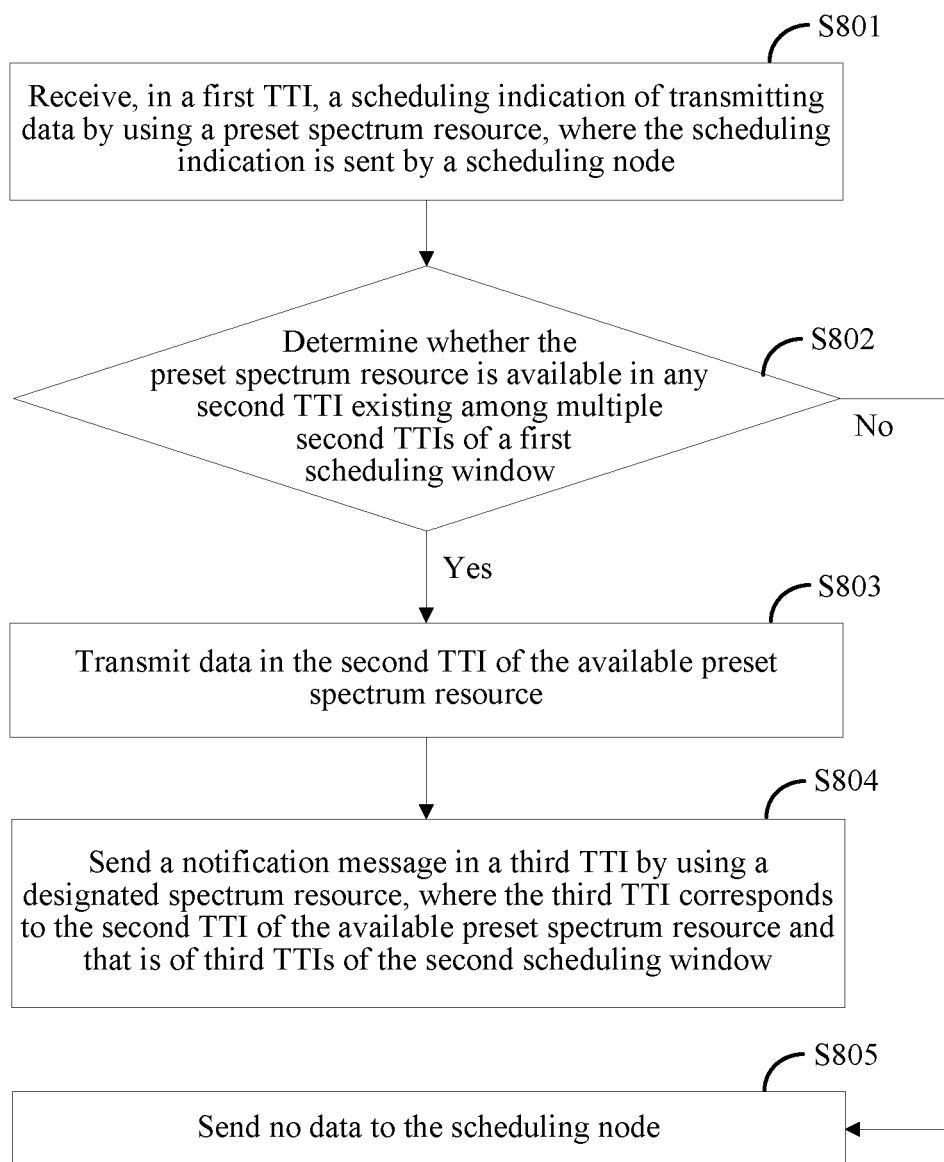 S801
Receive, in a first TTI, a scheduling indication of transmitting
data by using a preset spectrum resource, where the scheduling
indication is sent by a scheduling node
S802
Determine whether the
preset spectrum resource is available in any
second TTI existing among multiple
second TTIs of a first
scheduling window
No
Yes
S803
Transmit data in the second TTI of the available preset
spectrum resource
S804
Send a notification message in a third TTI by using a
designated spectrum resource, where the third TTI corresponds
to the second TTI of the available preset spectrum resource and
that is of third TTIs of the second scheduling window
S805
Send no data to the scheduling node